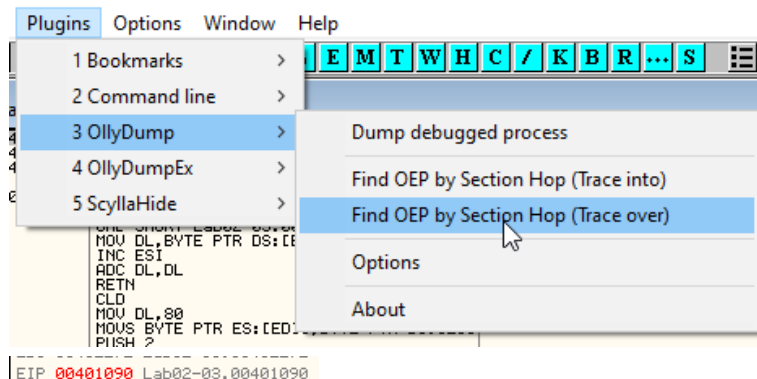 Plugins Options Window Help
1 Bookmarks >
2 Command line >
3 OllyDump >
4 OllyDumpEx >
5 ScyllaHide >
E M T W H C / K B R ... S
Dump debugged process
Find OEP by Section Hop (Trace into)
Find OEP by Section Hop (Trace over)
Options
About
MOV DL,BYTE PTR DS:[E
INC ESI
ADC DL,DL
RETN
CLD
MOV DL,80
MOVS BYTE PTR ES:[EDI
PUSH 2
EIP 00401090 Lab02-03.00401090